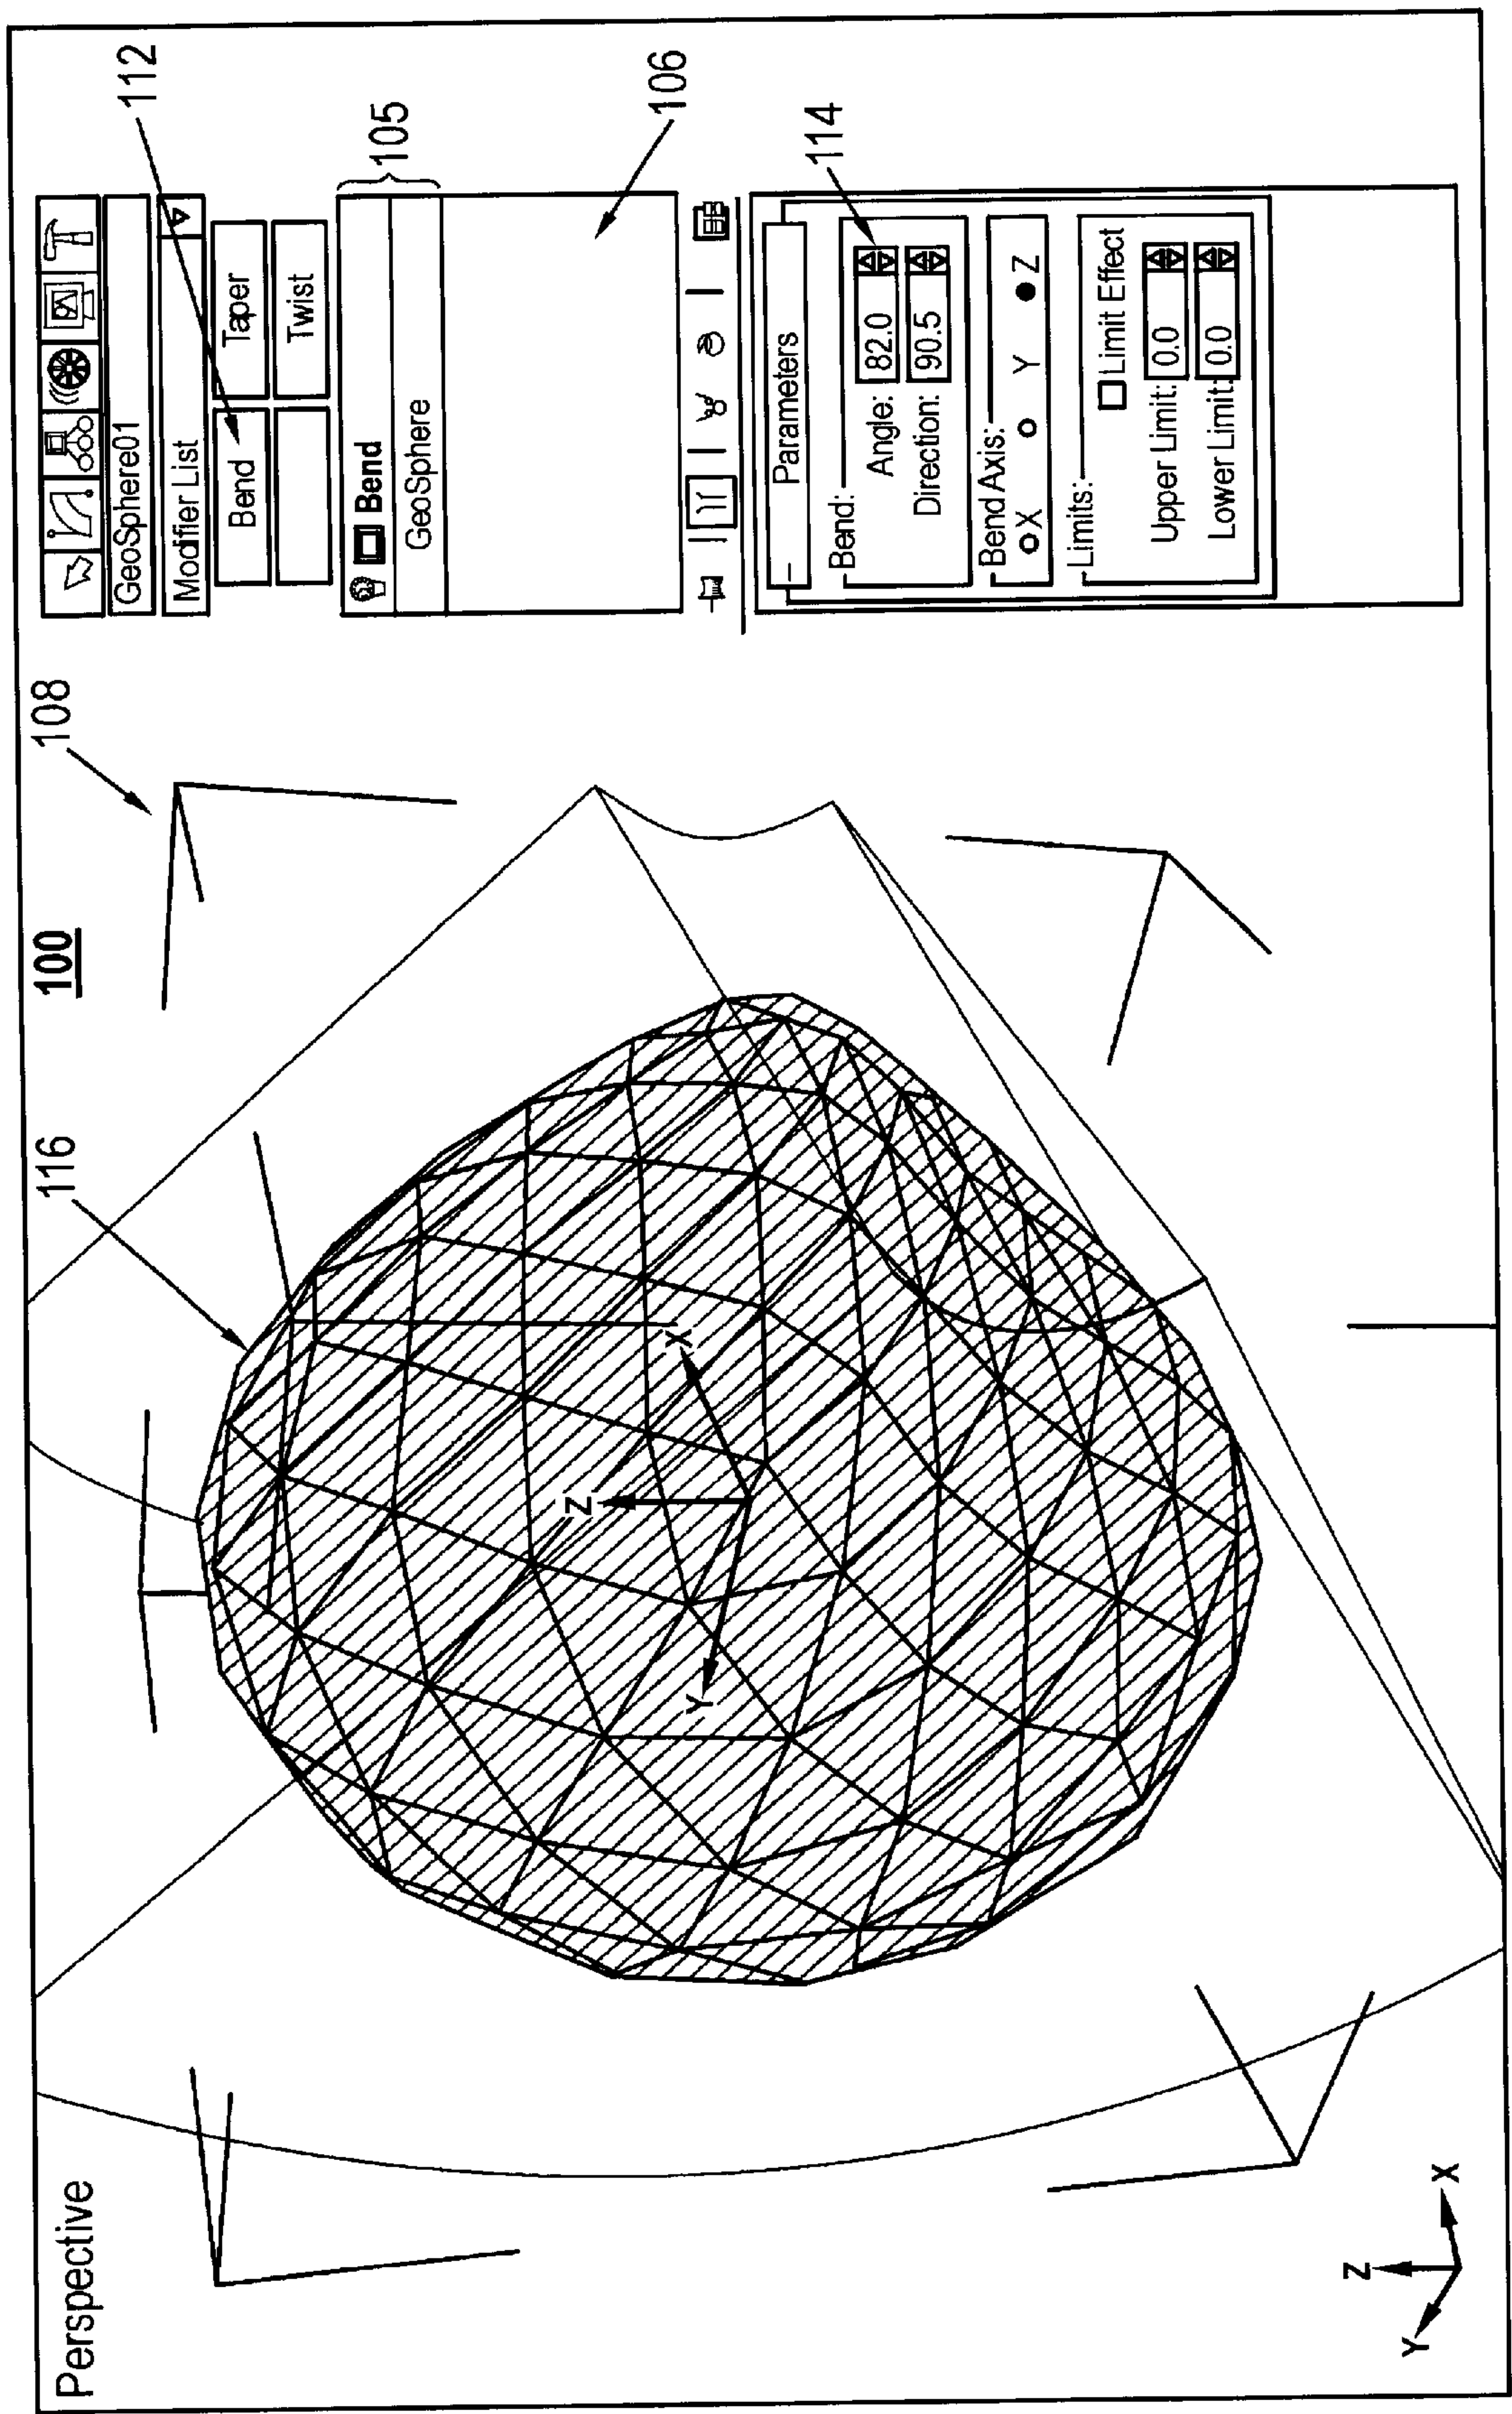 Perspective
100
108
116
112
GeoSphere01
Modifier List
Bend
Taper
Twist
Bend
GeoSphere
105
106
Parameters
Bend:
Angle: 82.0
Direction: 90.5
114
Bend Axis:
X Y Z
Limits:
Limit Effect
Upper Limit: 0.0
Lower Limit: 0.0
Z
X
Y
Z
Y
X